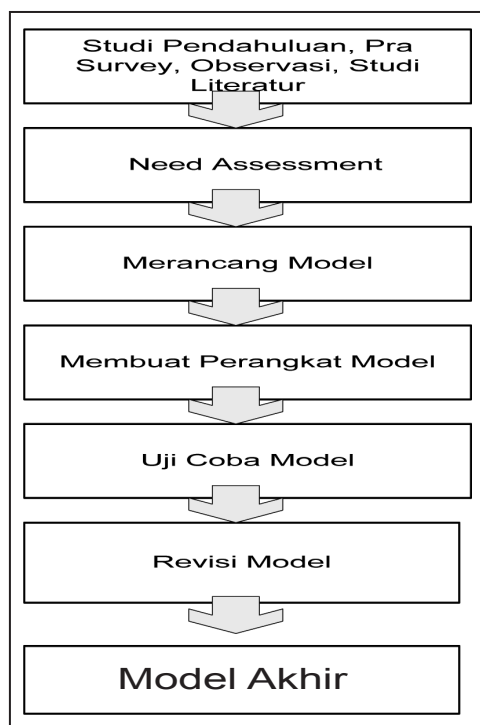 Studi Pendahuluan, Pra
Survey, Observasi, Studi
Literatur
Need Assessment
Merancang Model
Membuat Perangkat Model
Uji Coba Model
Revisi Model
Model Akhir